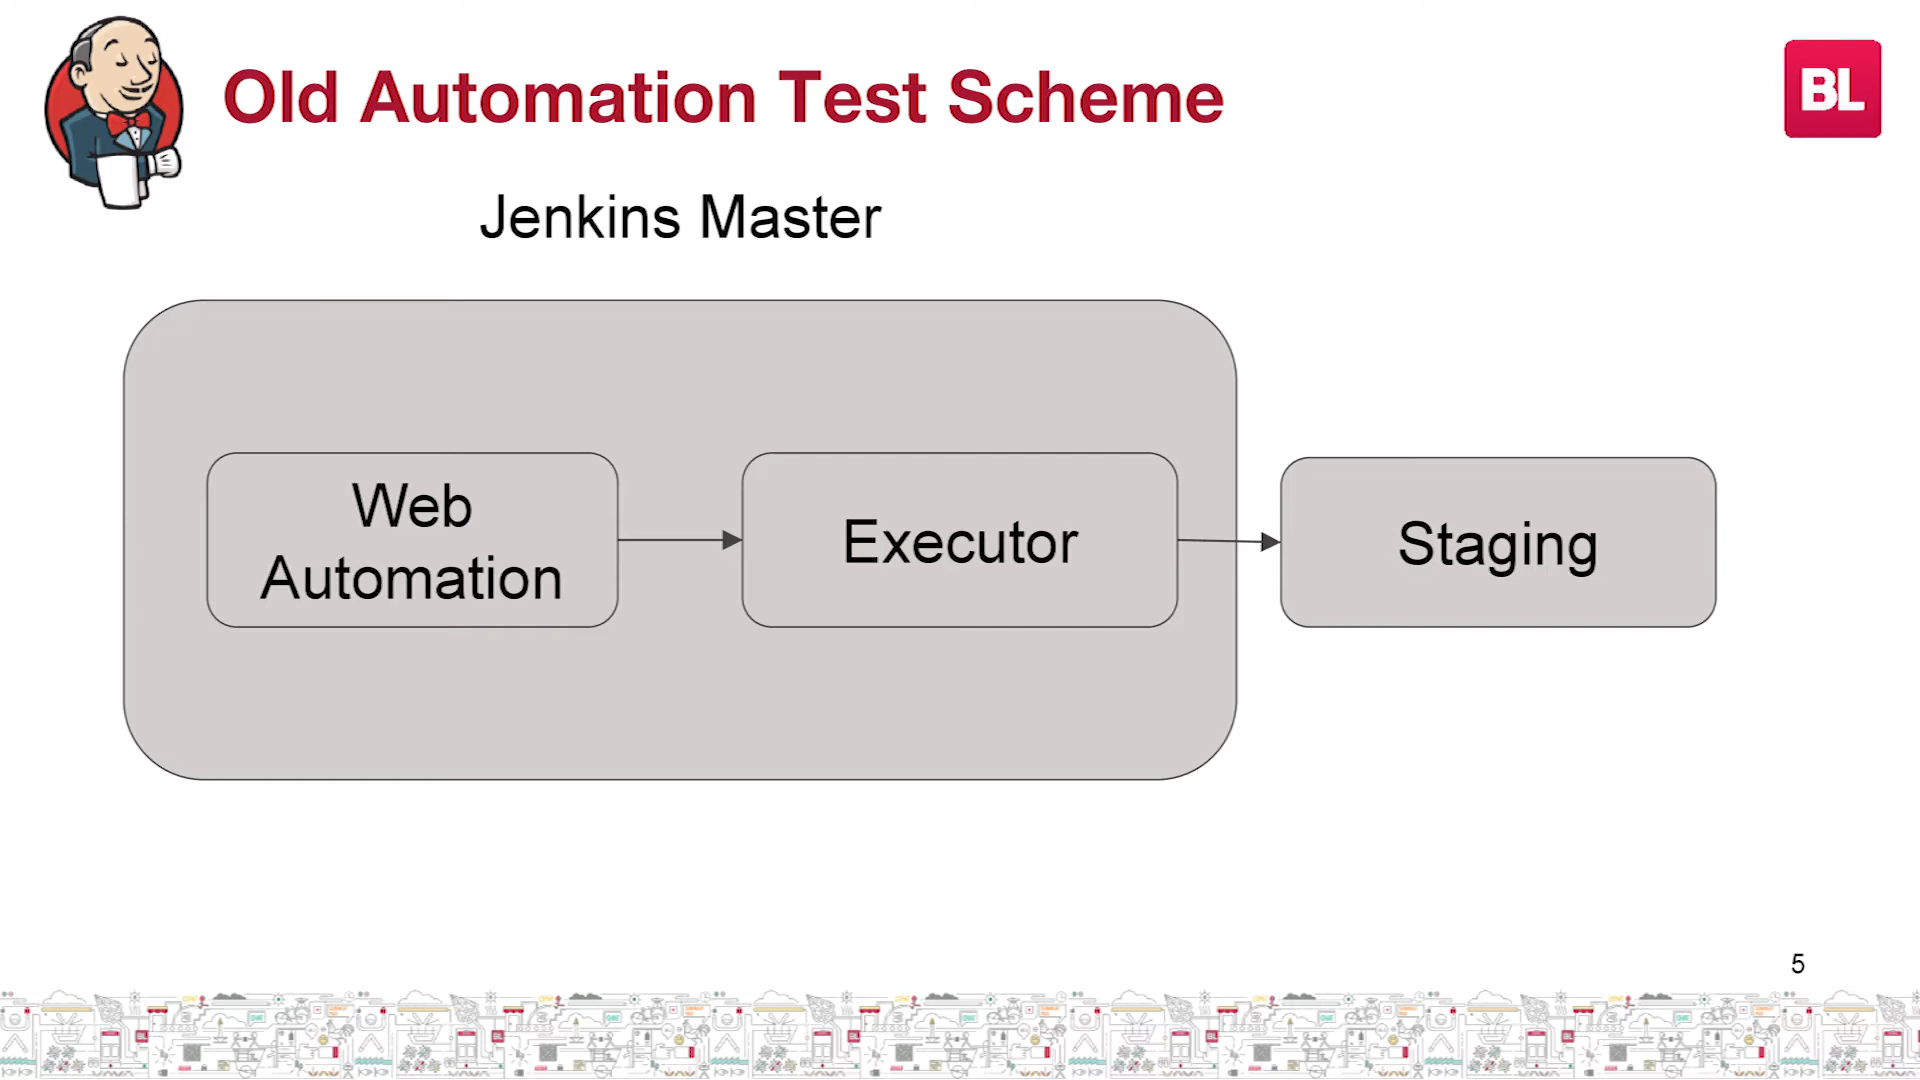 Old Automation Test Scheme
BL
Jenkins Master
Web
Automation
Executor
Staging
5